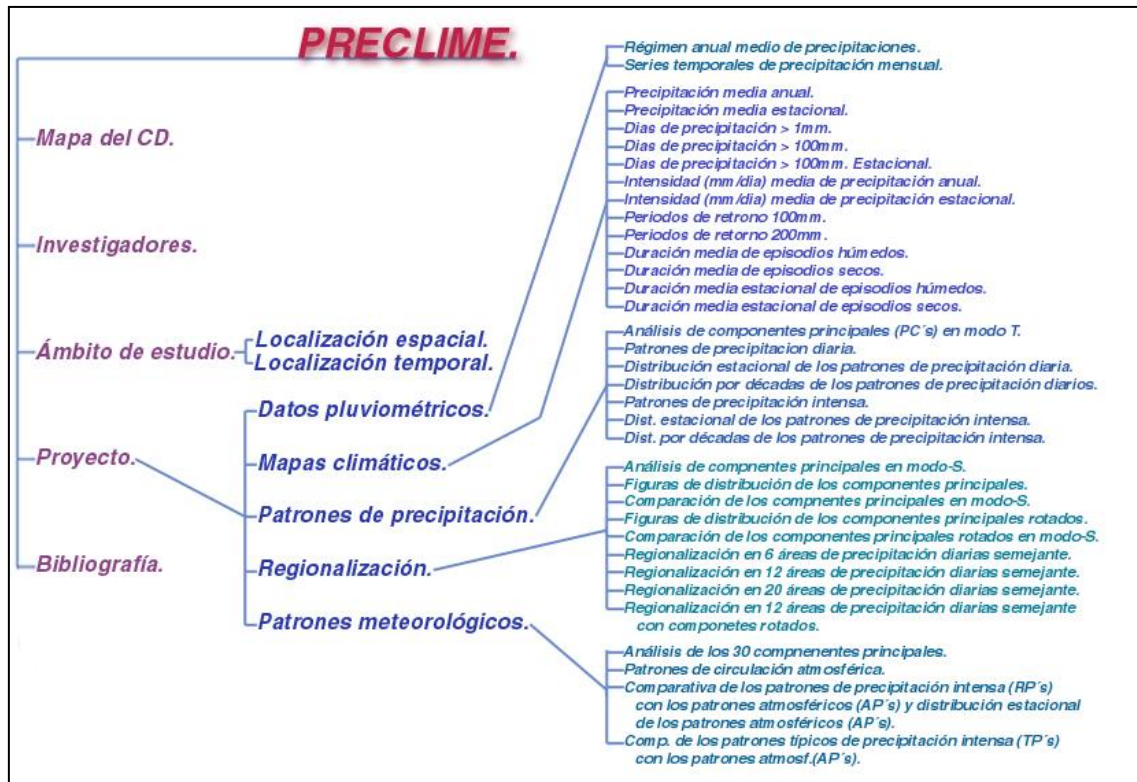 PRECLIME.
Mapa del CD.
Investigadores.
Ámbito de estudio.
Localización espacial.
Localización temporal.
Proyecto.
Datos pluviométricos.
Régimen anual medio de precipitaciones.
Series temporales de precipitación mensual.
Mapas climáticos.
Precipitación media anual.
Precipitación media estacional.
Dias de precipitación > 1mm.
Dias de precipitación > 100mm.
Dias de precipitación > 100mm. Estacional.
Intensidad (mm/dia) media de precipitación anual.
Intensidad (mm/dia) media de precipitación estacional.
Periodos de retrono 100mm.
Periodos de retorno 200mm.
Duración media de episodios húmedos.
Duración media de episodios secos.
Duración media estacional de episodios húmedos.
Duración media estacional de episodios secos.
Patrones de precipitación.
Análisis de componentes principales (PC´s) en modo T.
Patrones de precipitacion diaria.
Distribución estacional de los patrones de precipitación diaria.
Distribución por décadas de los patrones de precipitación diarios.
Patrones de precipitación intensa.
Dist. estacional de los patrones de precipitación intensa.
Dist. por décadas de los patrones de precipitación intensa.
Regionalización.
Análisis de compnentes principales en modo-S.
Figuras de distribución de los componentes principales.
Comparación de los compnentes principales en modo-S.
Figuras de distribución de los componentes principales rotados.
Comparación de los componentes principales rotados en modo-S.
Regionalización en 6 áreas de precipitación diarias semejante.
Regionalización en 12 áreas de precipitación diarias semejante.
Regionalización en 20 áreas de precipitación diarias semejante.
Regionalización en 12 áreas de precipitación diarias semejante
con componetes rotados.
Patrones meteorológicos.
Análisis de los 30 compnenentes principales.
Patrones de circulación atmosférica.
Comparativa de los patrones de precipitación intensa (RP´s)
con los patrones atmosféricos (AP´s) y distribución estacional
de los patrones atmosféricos (AP´s).
Comp. de los patrones típicos de precipitación intensa (TP´s)
con los patrones atmosf.(AP´s).
Bibliografía.